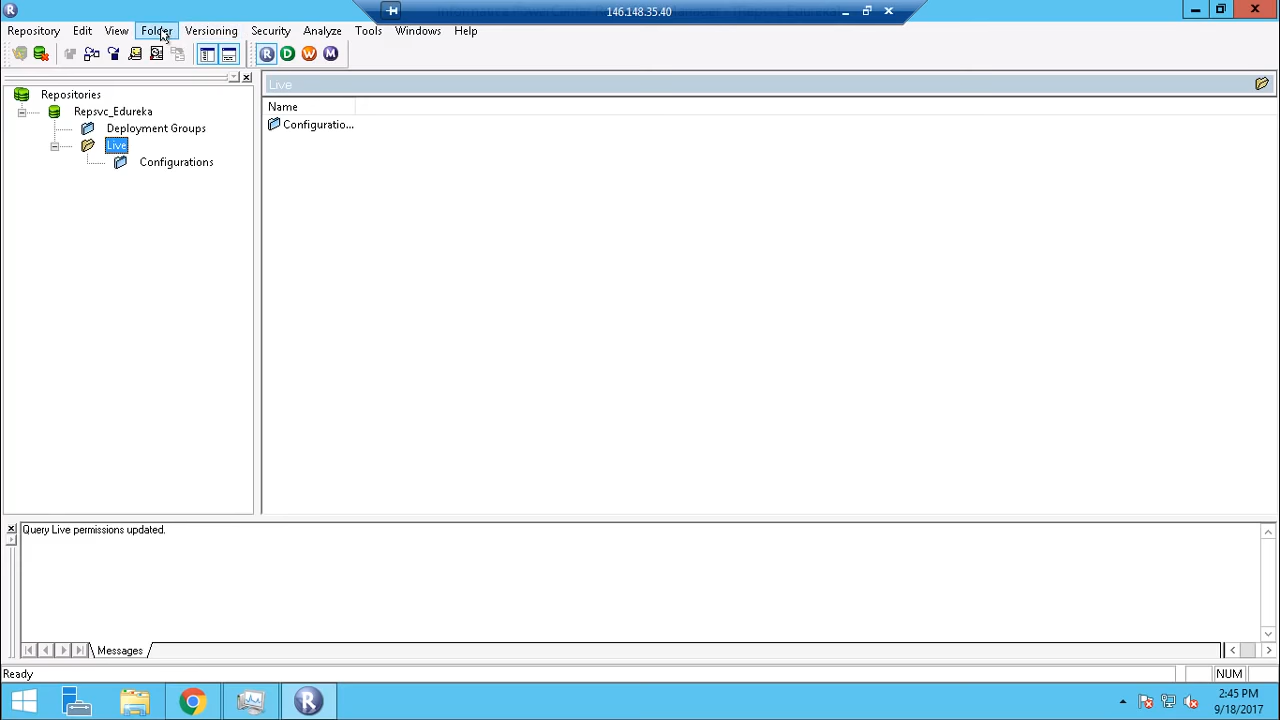 146.148.35.40
Repository Edit View Folder Versioning Security Analyze Tools Windows Help
R D W M
Repositories
Repsvc_Edureka
Deployment Groups
Live
Configurations
Live
Name
Configuratio...
Query Live permissions updated.
Messages
Ready
NUM
2:45 PM
9/18/2017